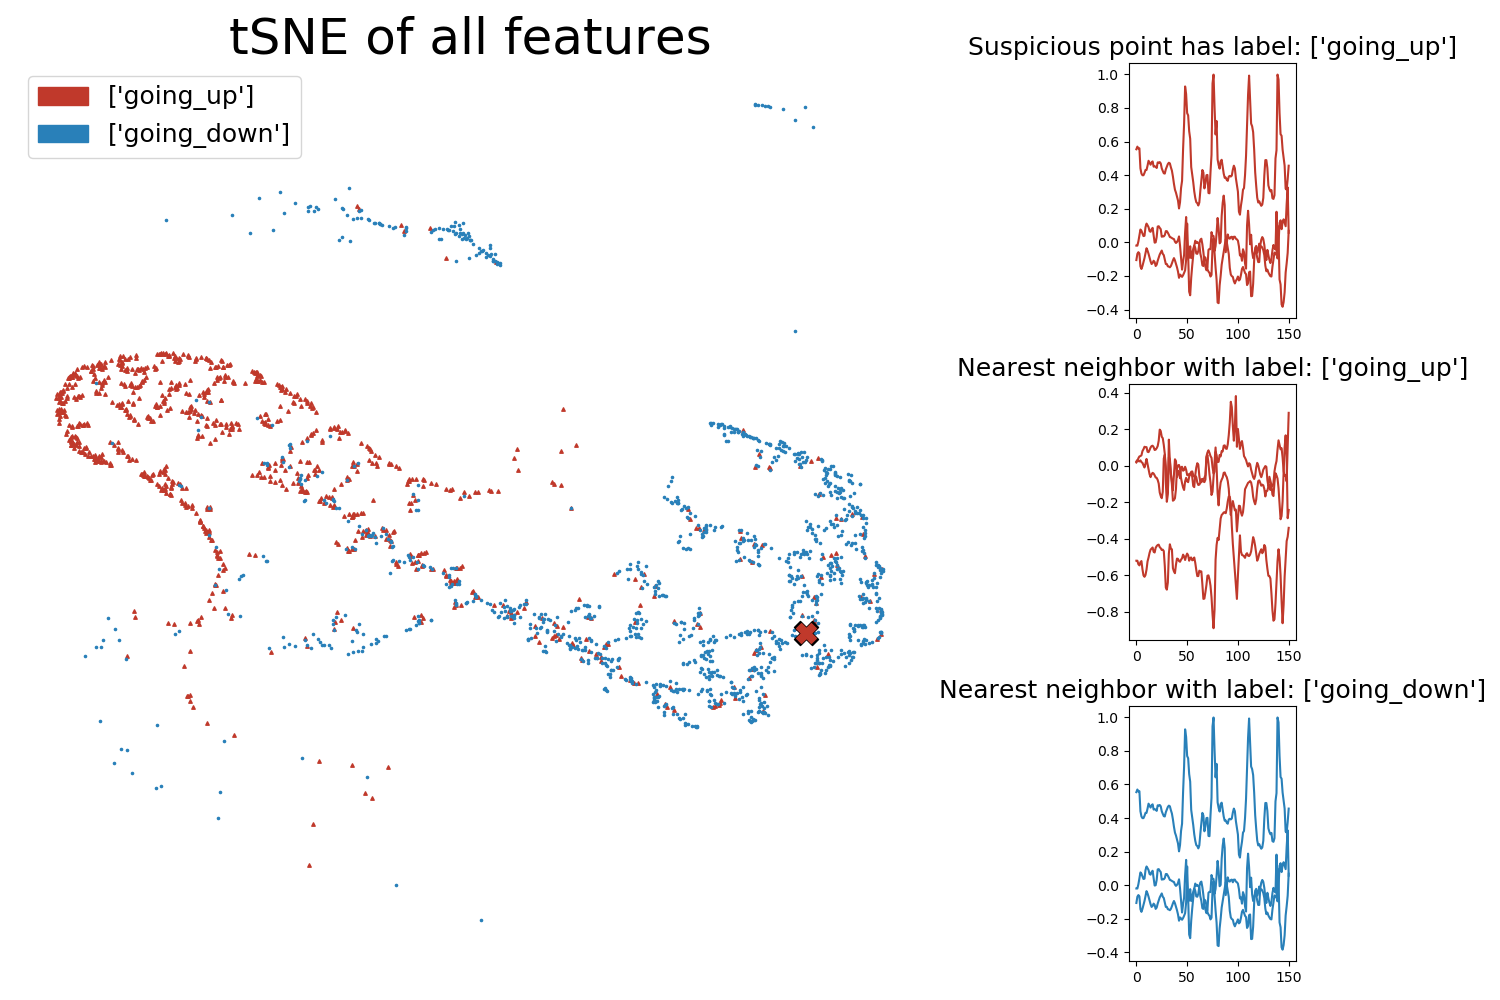 tSNE of all features
['going_up']
['going_down']
Suspicious point has label: ['going_up']
1.0
0.8
0.6
0.4
0.2
0.0
−0.2
−0.4
0 50 100 150
Nearest neighbor with label: ['going_up']
0.4
0.2
0.0
−0.2
−0.4
−0.6
−0.8
0 50 100 150
Nearest neighbor with label: ['going_down']
1.0
0.8
0.6
0.4
0.2
0.0
−0.2
−0.4
0 50 100 150